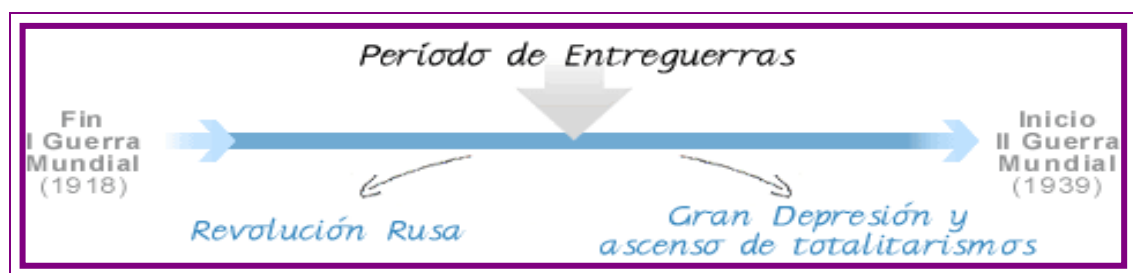 Período de Entreguerras
Fin
I Guerra
Mundial
(1918)
Inicio
II Guerra
Mundial
(1939)
Revolución Rusa
Gran Depresión y
ascenso de totalitarismos